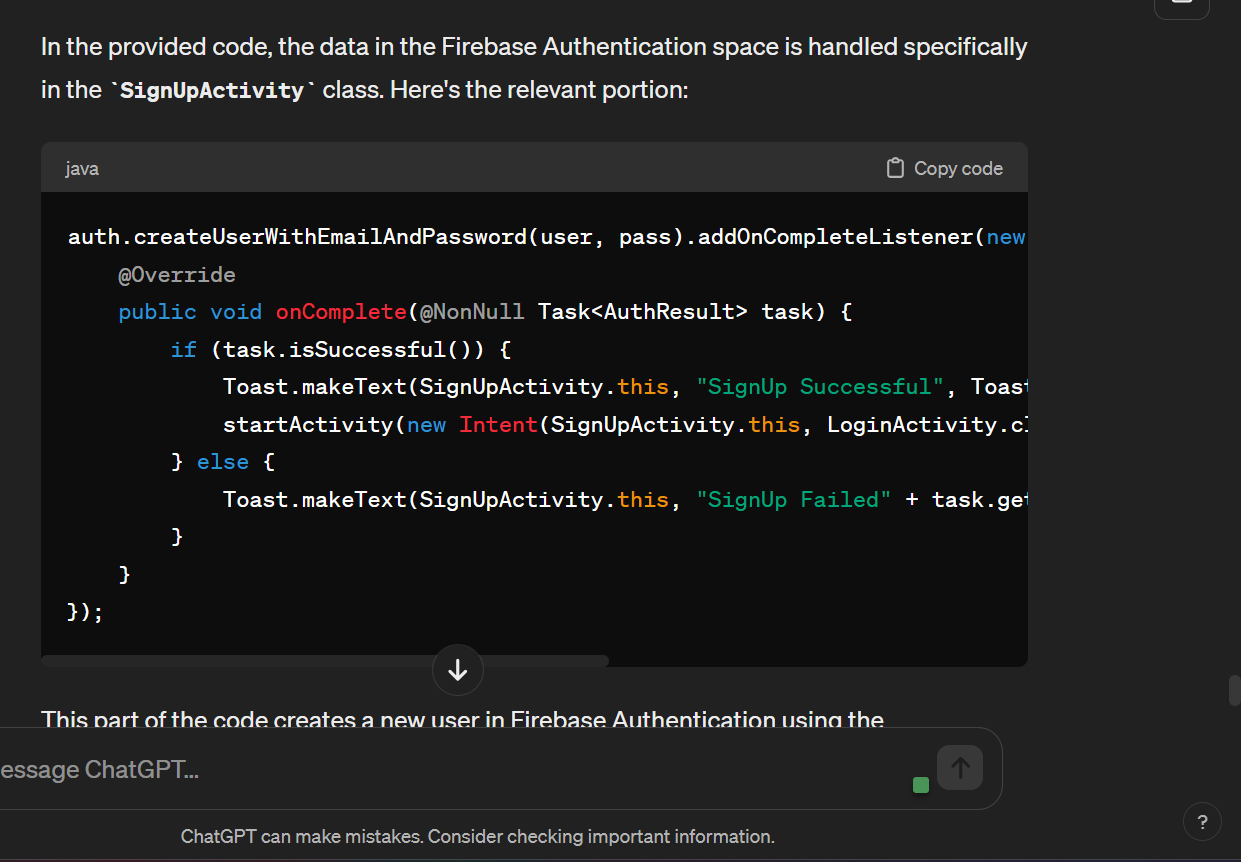 In the provided code, the data in the Firebase Authentication space is handled specifically
in the `SignUpActivity` class. Here's the relevant portion:
java
Copy code
auth.createUserWithEmailAndPassword(user, pass).addOnCompleteListener(new
@Override
public void onComplete(@NonNull Task<AuthResult> task) {
if (task.isSuccessful()) {
Toast.makeText(SignUpActivity.this, "SignUp Successful", Toast
startActivity(new Intent(SignUpActivity.this, LoginActivity.cl
} else {
Toast.makeText(SignUpActivity.this, "SignUp Failed" + task.get
}
}
});
This part of the code creates a new user in Firebase Authentication using the
essage ChatGPT...
ChatGPT can make mistakes. Consider checking important information.
?